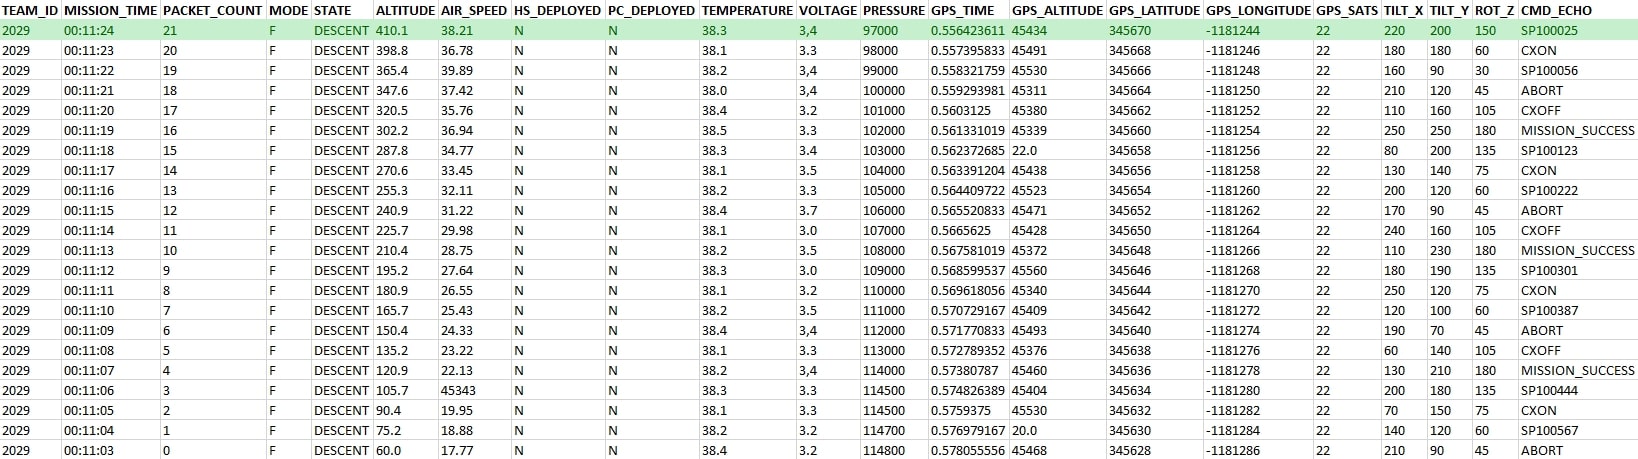 TEAM_ID MISSION_TIME PACKET_COUNT MODE STATE ALTITUDE AIR_SPEED HS_DEPLOYED PC_DEPLOYED TEMPERATURE VOLTAGE PRESSURE GPS_TIME GPS_ALTITUDE GPS_LATITUDE GPS_LONGITUDE GPS_SATS TILT_X TILT_Y ROT_Z CMD_ECHO
2029 00:11:24 21 F DESCENT 410.1 38.21 N N 38.3 3,4 97000 0.556423611 45434 345670 -1181244 22 220 200 150 SP100025
2029 00:11:23 20 F DESCENT 398.8 36.78 N N 38.1 3.3 98000 0.557395833 45491 345668 -1181246 22 180 180 60 CXON
2029 00:11:22 19 F DESCENT 365.4 39.89 N N 38.2 3,4 99000 0.558321759 45530 345666 -1181248 22 160 90 30 SP100056
2029 00:11:21 18 F DESCENT 347.6 37.42 N N 38.0 3,4 100000 0.559293981 45311 345664 -1181250 22 210 120 45 ABORT
2029 00:11:20 17 F DESCENT 320.5 35.76 N N 38.4 3.2 101000 0.5603125 45380 345662 -1181252 22 110 160 105 CXOFF
2029 00:11:19 16 F DESCENT 302.2 36.94 N N 38.5 3.3 102000 0.561331019 45339 345660 -1181254 22 250 250 180 MISSION_SUCCESS
2029 00:11:18 15 F DESCENT 287.8 34.77 N N 38.3 3.4 103000 0.562372685 22.0 345658 -1181256 22 80 200 135 SP100123
2029 00:11:17 14 F DESCENT 270.6 33.45 N N 38.1 3.5 104000 0.563391204 45438 345656 -1181258 22 130 140 75 CXON
2029 00:11:16 13 F DESCENT 255.3 32.11 N N 38.2 3.3 105000 0.564409722 45523 345654 -1181260 22 200 120 60 SP100222
2029 00:11:15 12 F DESCENT 240.9 31.22 N N 38.4 3.7 106000 0.565520833 45471 345652 -1181262 22 170 90 45 ABORT
2029 00:11:14 11 F DESCENT 225.7 29.98 N N 38.1 3.0 107000 0.5665625 45428 345650 -1181264 22 240 160 105 CXOFF
2029 00:11:13 10 F DESCENT 210.4 28.75 N N 38.2 3.5 108000 0.567581019 45372 345648 -1181266 22 110 230 180 MISSION_SUCCESS
2029 00:11:12 9 F DESCENT 195.2 27.64 N N 38.3 3.0 109000 0.568599537 45560 345646 -1181268 22 180 190 135 SP100301
2029 00:11:11 8 F DESCENT 180.9 26.55 N N 38.1 3.2 110000 0.569618056 45340 345644 -1181270 22 250 120 75 CXON
2029 00:11:10 7 F DESCENT 165.7 25.43 N N 38.2 3.5 111000 0.570729167 45409 345642 -1181272 22 120 100 60 SP100387
2029 00:11:09 6 F DESCENT 150.4 24.33 N N 38.4 3,4 112000 0.571770833 45493 345640 -1181274 22 190 70 45 ABORT
2029 00:11:08 5 F DESCENT 135.2 23.22 N N 38.1 3.3 113000 0.572789352 45376 345638 -1181276 22 60 140 105 CXOFF
2029 00:11:07 4 F DESCENT 120.9 22.13 N N 38.2 3,4 114000 0.57380787 45460 345636 -1181278 22 130 210 180 MISSION_SUCCESS
2029 00:11:06 3 F DESCENT 105.7 45343 N N 38.3 3.3 114500 0.574826389 45404 345634 -1181280 22 200 180 135 SP100444
2029 00:11:05 2 F DESCENT 90.4 19.95 N N 38.1 3.3 114500 0.5759375 45530 345632 -1181282 22 70 150 75 CXON
2029 00:11:04 1 F DESCENT 75.2 18.88 N N 38.2 3.2 114700 0.576979167 20.0 345630 -1181284 22 140 120 60 SP100567
2029 00:11:03 0 F DESCENT 60.0 17.77 N N 38.4 3.2 114800 0.578055556 45468 345628 -1181286 22 210 90 45 ABORT